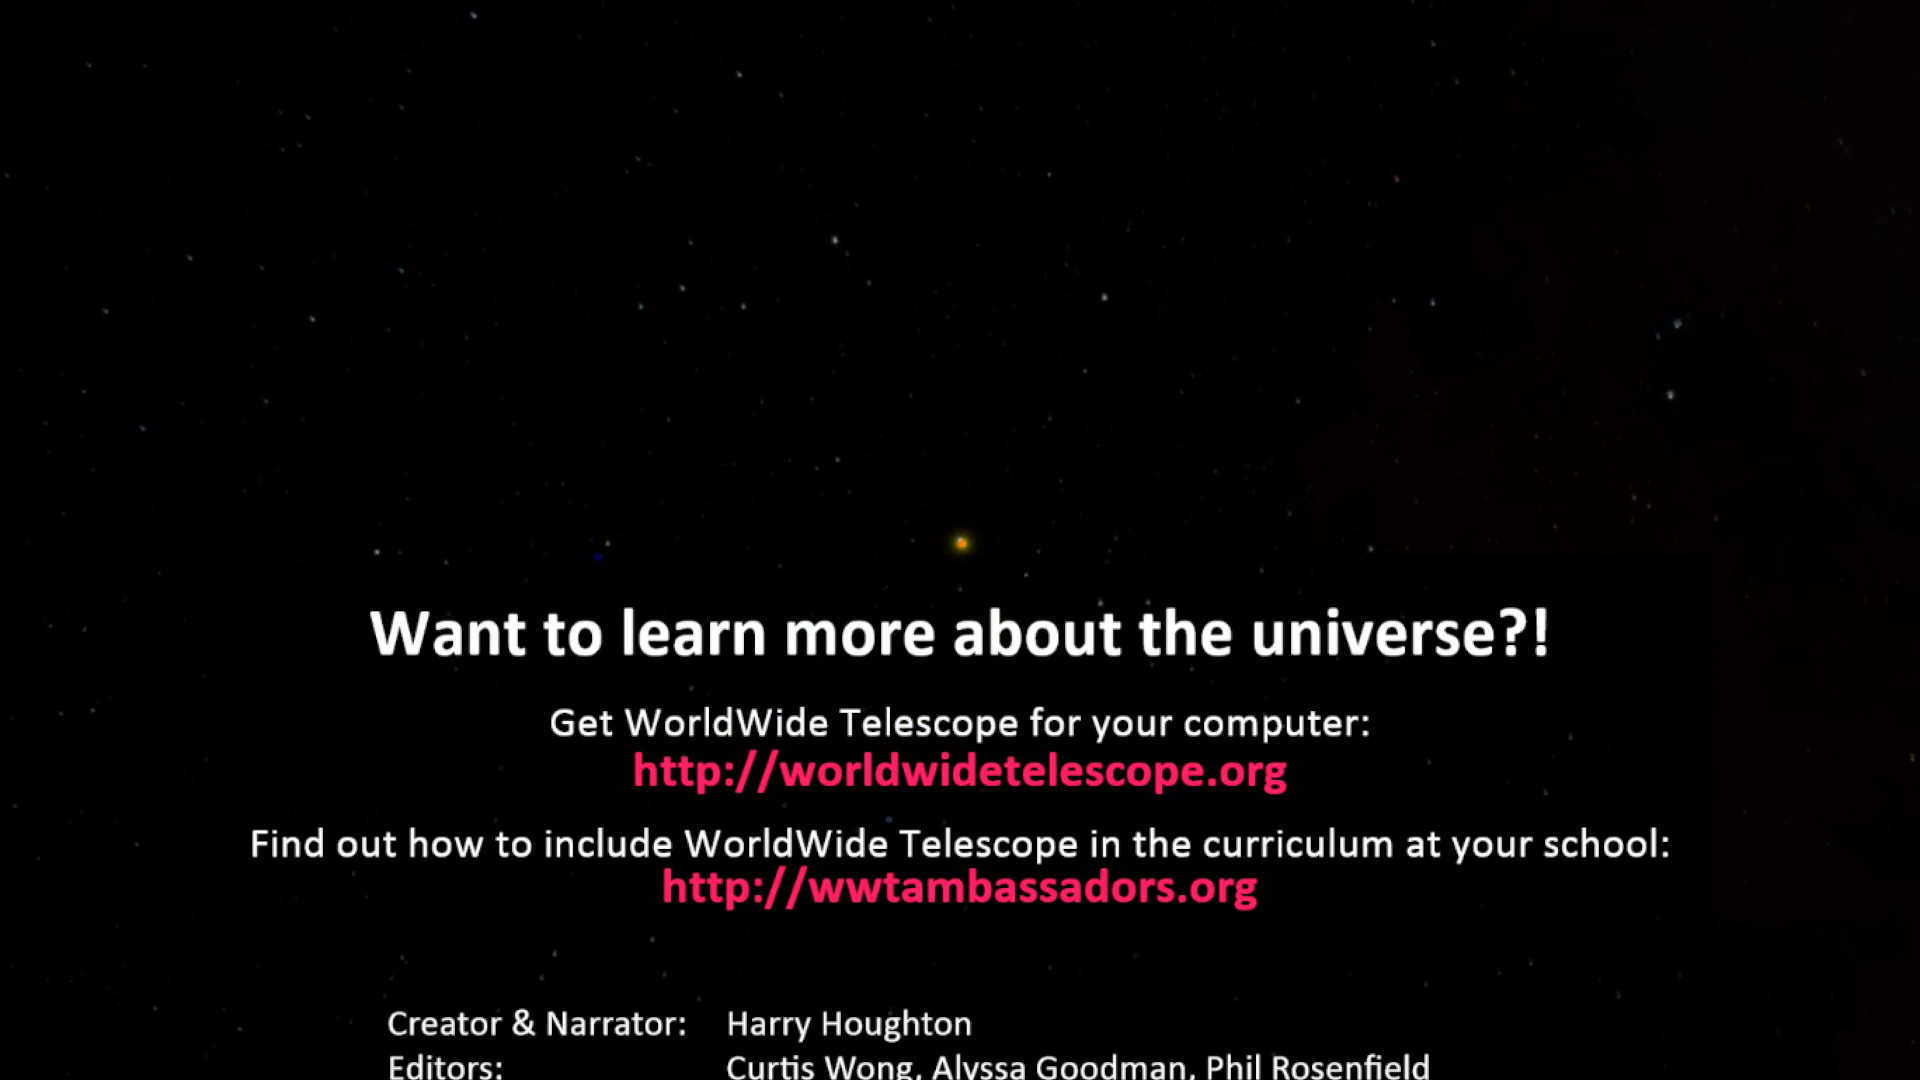 Want to learn more about the universe?!
Get WorldWide Telescope for your computer:
http://worldwidetelescope.org
Find out how to include WorldWide Telescope in the curriculum at your school:
http://wwtambassadors.org
Creator & Narrator: Harry Houghton
Editors: Curtis Wong, Alyssa Goodman, Phil Rosenfield